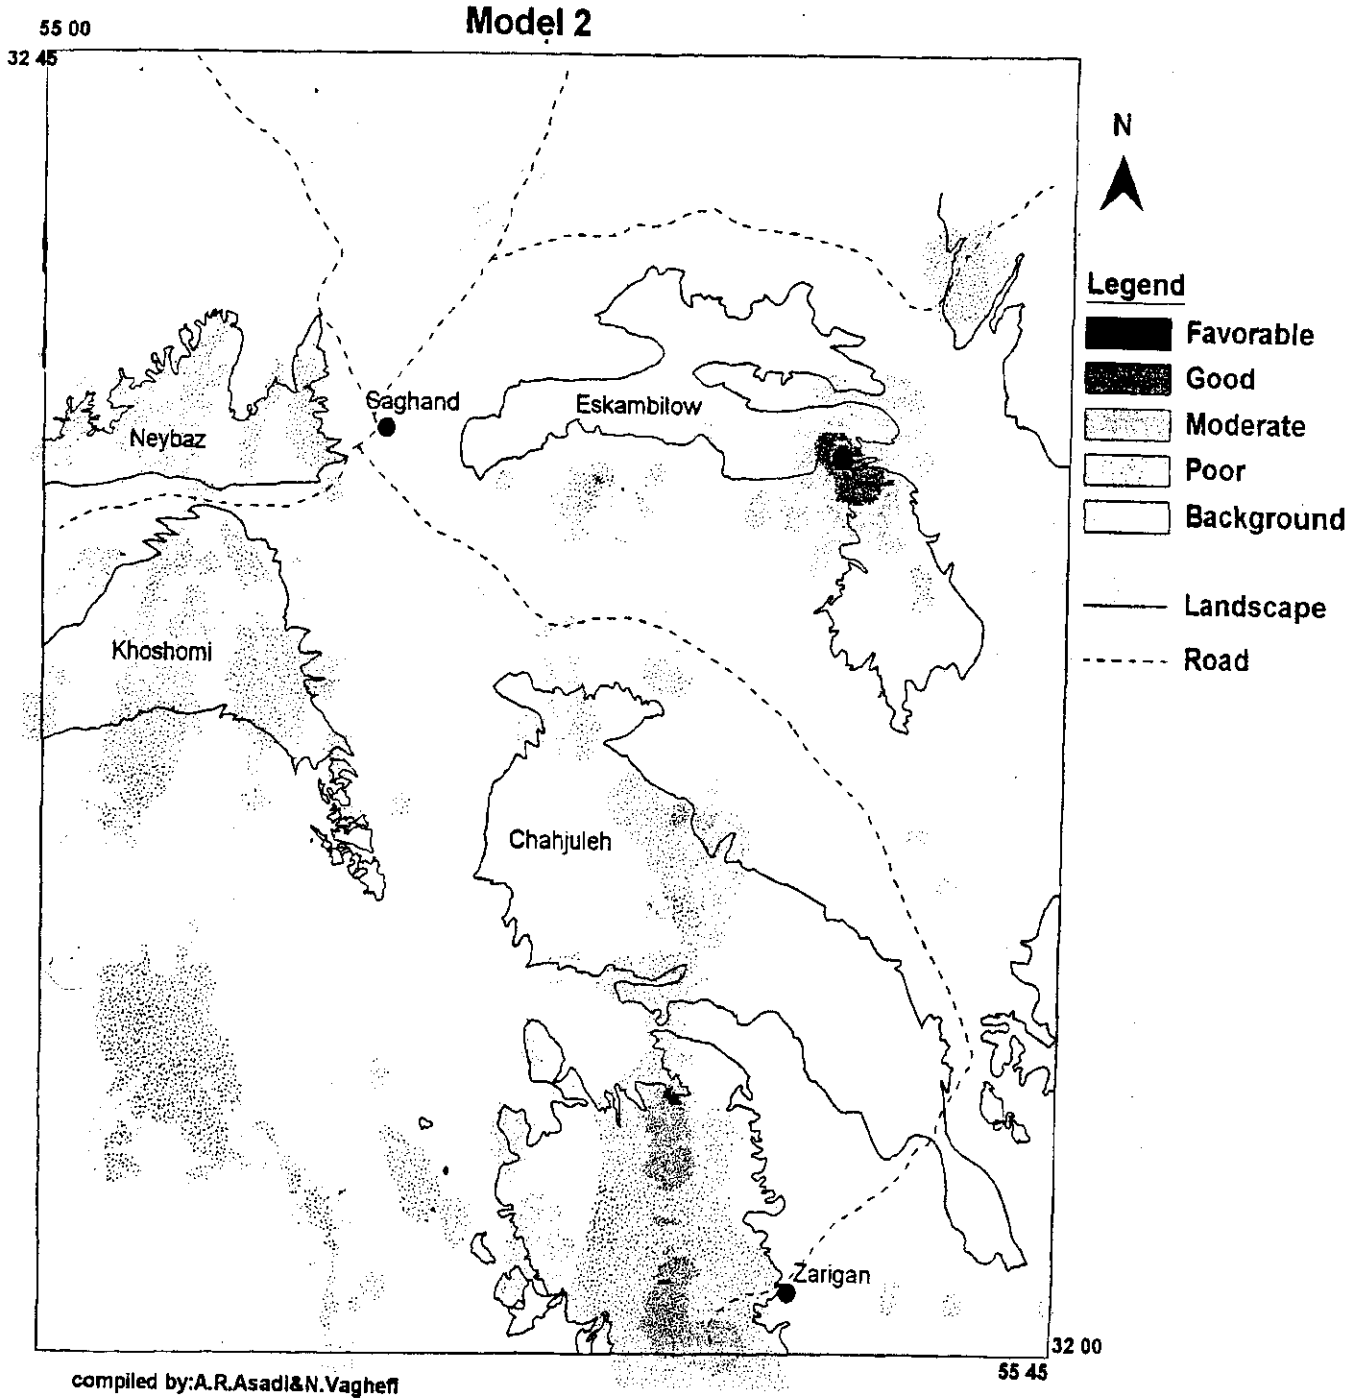 Model 2
55 00
32 45
N
Legend
Favorable
Good
Moderate
Poor
Background
Landscape
Road
Saghand
Eskambilow
Neybaz
Khoshomi
Chahjuleh
Zarigan
32 00
55 45
compiled by:A.R.Asadi&N.Vagheft